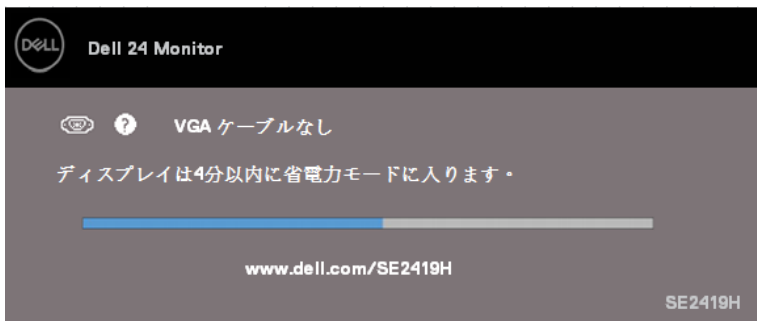 DELL
Dell 24 Monitor
? VGA ケーブルなし
ディスプレイは4分以内に省電力モードに入ります。
www.dell.com/SE2419H
SE2419H